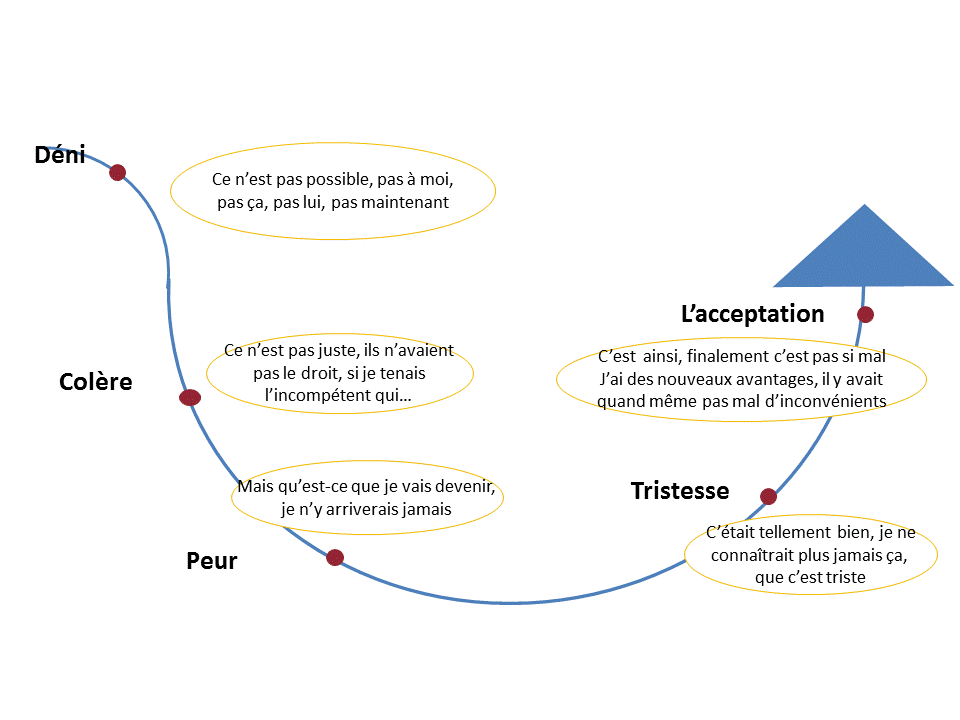 Déni
Ce n’est pas possible, pas à moi,
pas ça, pas lui, pas maintenant
Colère
Ce n’est pas juste, ils n’avaient
pas le droit, si je tenais
l’incompétent qui…
Mais qu’est-ce que je vais devenir,
je n’y arriverais jamais
Peur
Tristesse
C’était tellement bien, je ne
connaîtrait plus jamais ça,
que c’est triste
L’acceptation
C’est ainsi, finalement c’est pas si mal
J’ai des nouveaux avantages, il y avait
quand même pas mal d’inconvénients